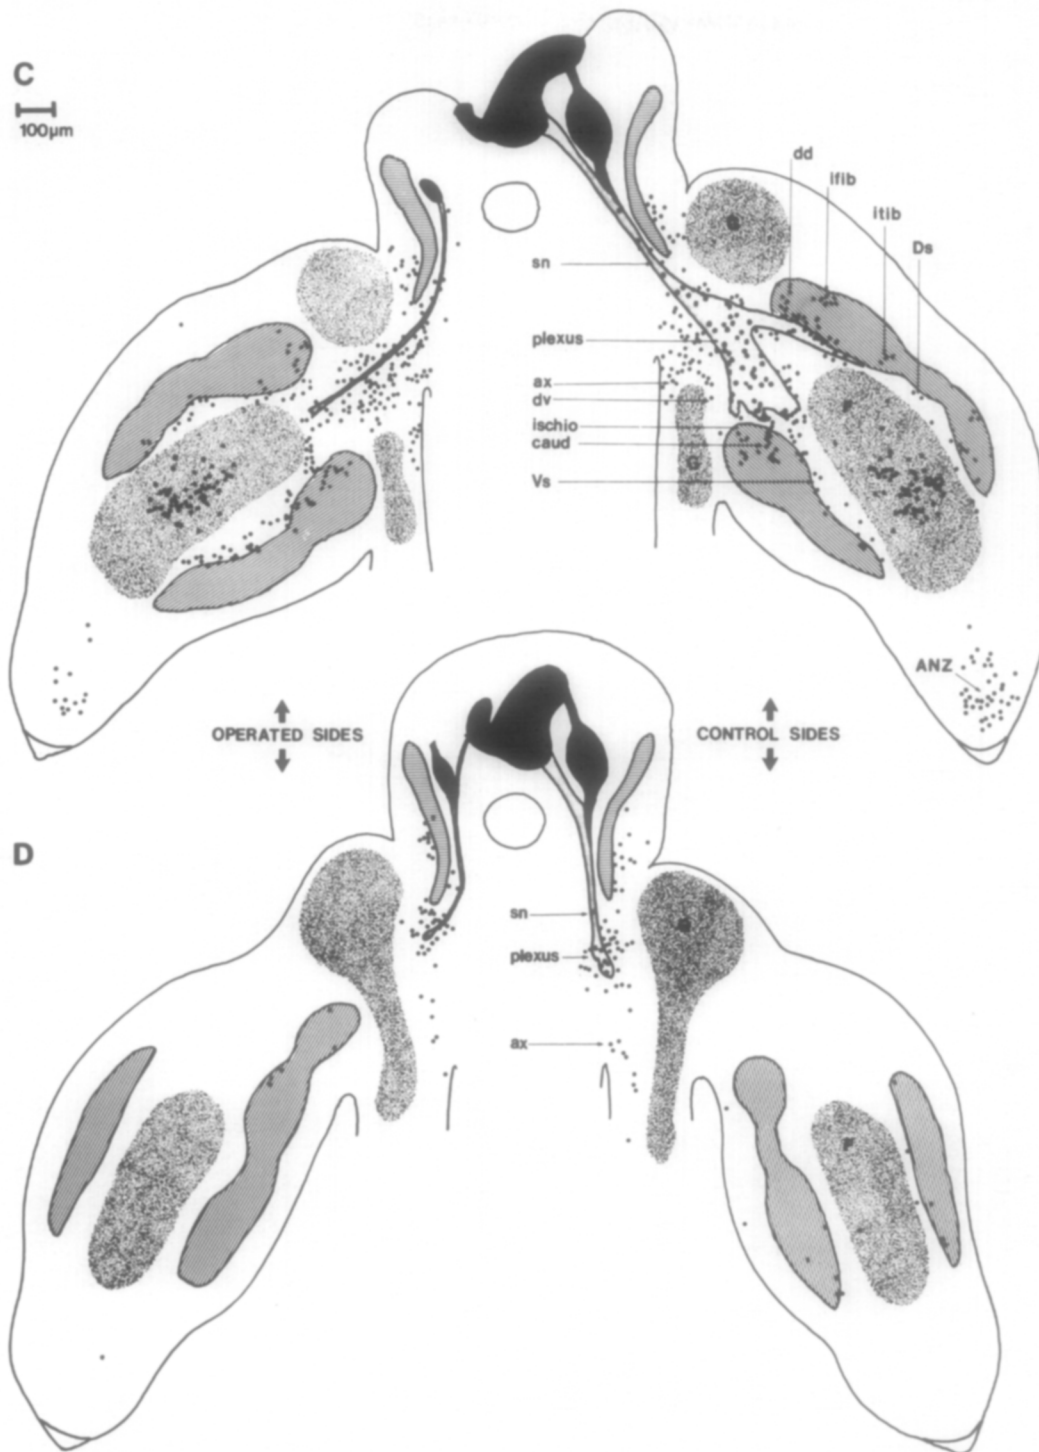 C
100µm
dd
ifib
itib
Ds
sn
plexus
ax
dv
ischio
caud
Vs
G
F
G
ANZ
OPERATED SIDES
CONTROL SIDES
D
sn
plexus
ax
F